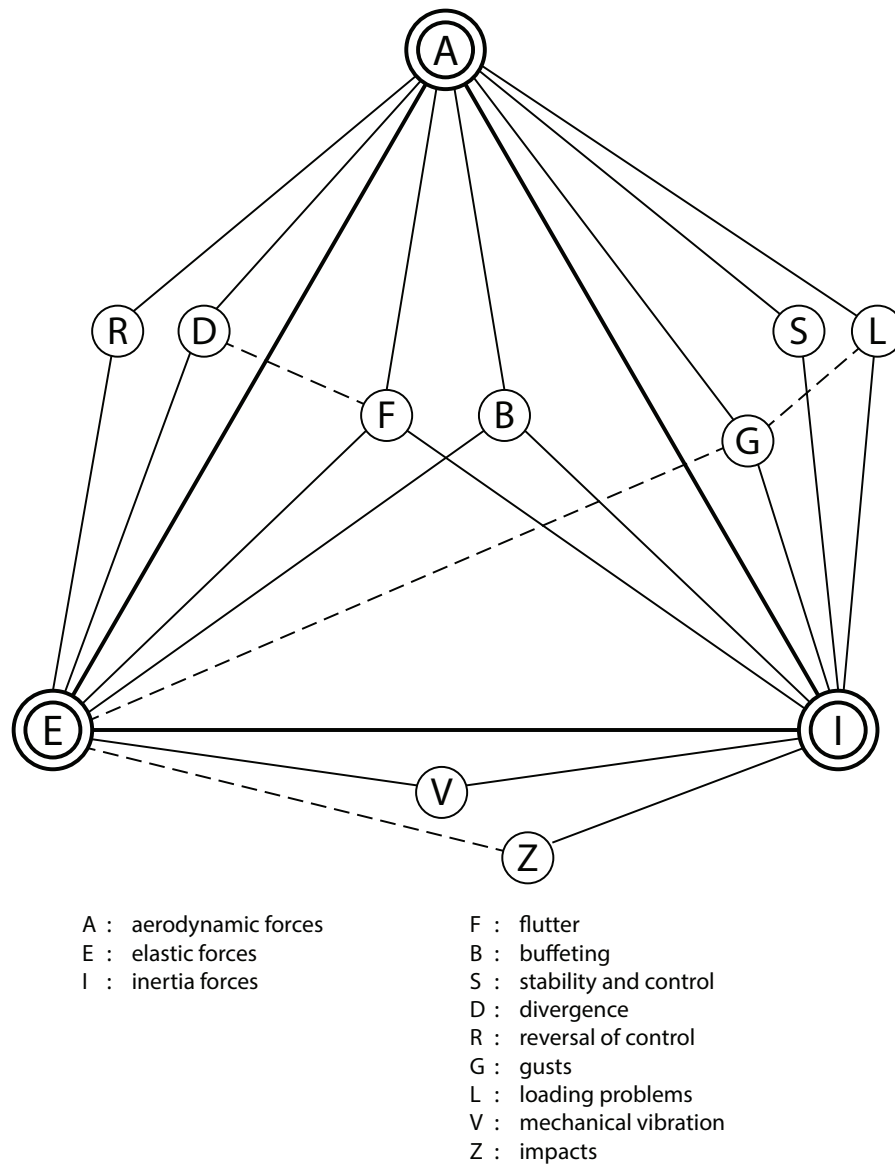 A
R
D
S
L
F
B
G
E
I
V
Z
A : aerodynamic forces
E : elastic forces
I : inertia forces
F : flutter
B : buffeting
S : stability and control
D : divergence
R : reversal of control
G : gusts
L : loading problems
V : mechanical vibration
Z : impacts